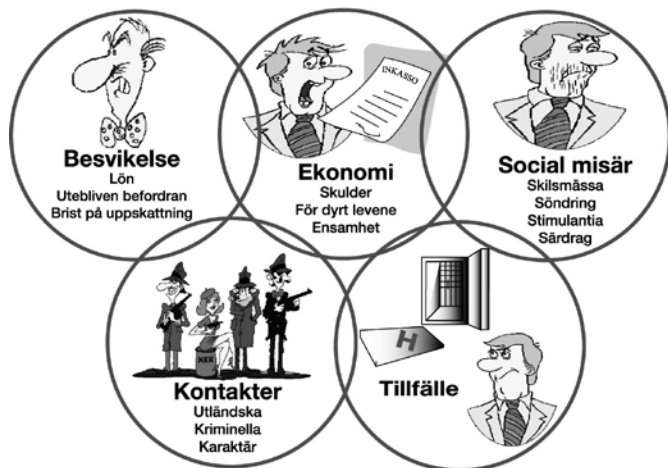 INKASSO
Besvikelse
Lön
Utebliven befordran
Brist på uppskattning
Ekonomi
Skulder
För dyrt levene
Ensamhet
Social misär
Skilsmässa
Söndring
Stimulantia
Särdrag
XXX
Kontakter
Utländska
Kriminella
Karaktär
H
Tillfälle